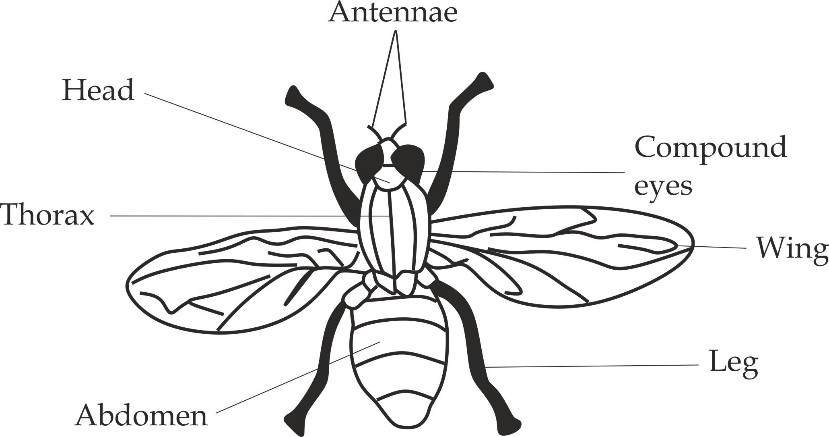 Antennae
Head
Compound
eyes
Thorax
Wing
Leg
Abdomen